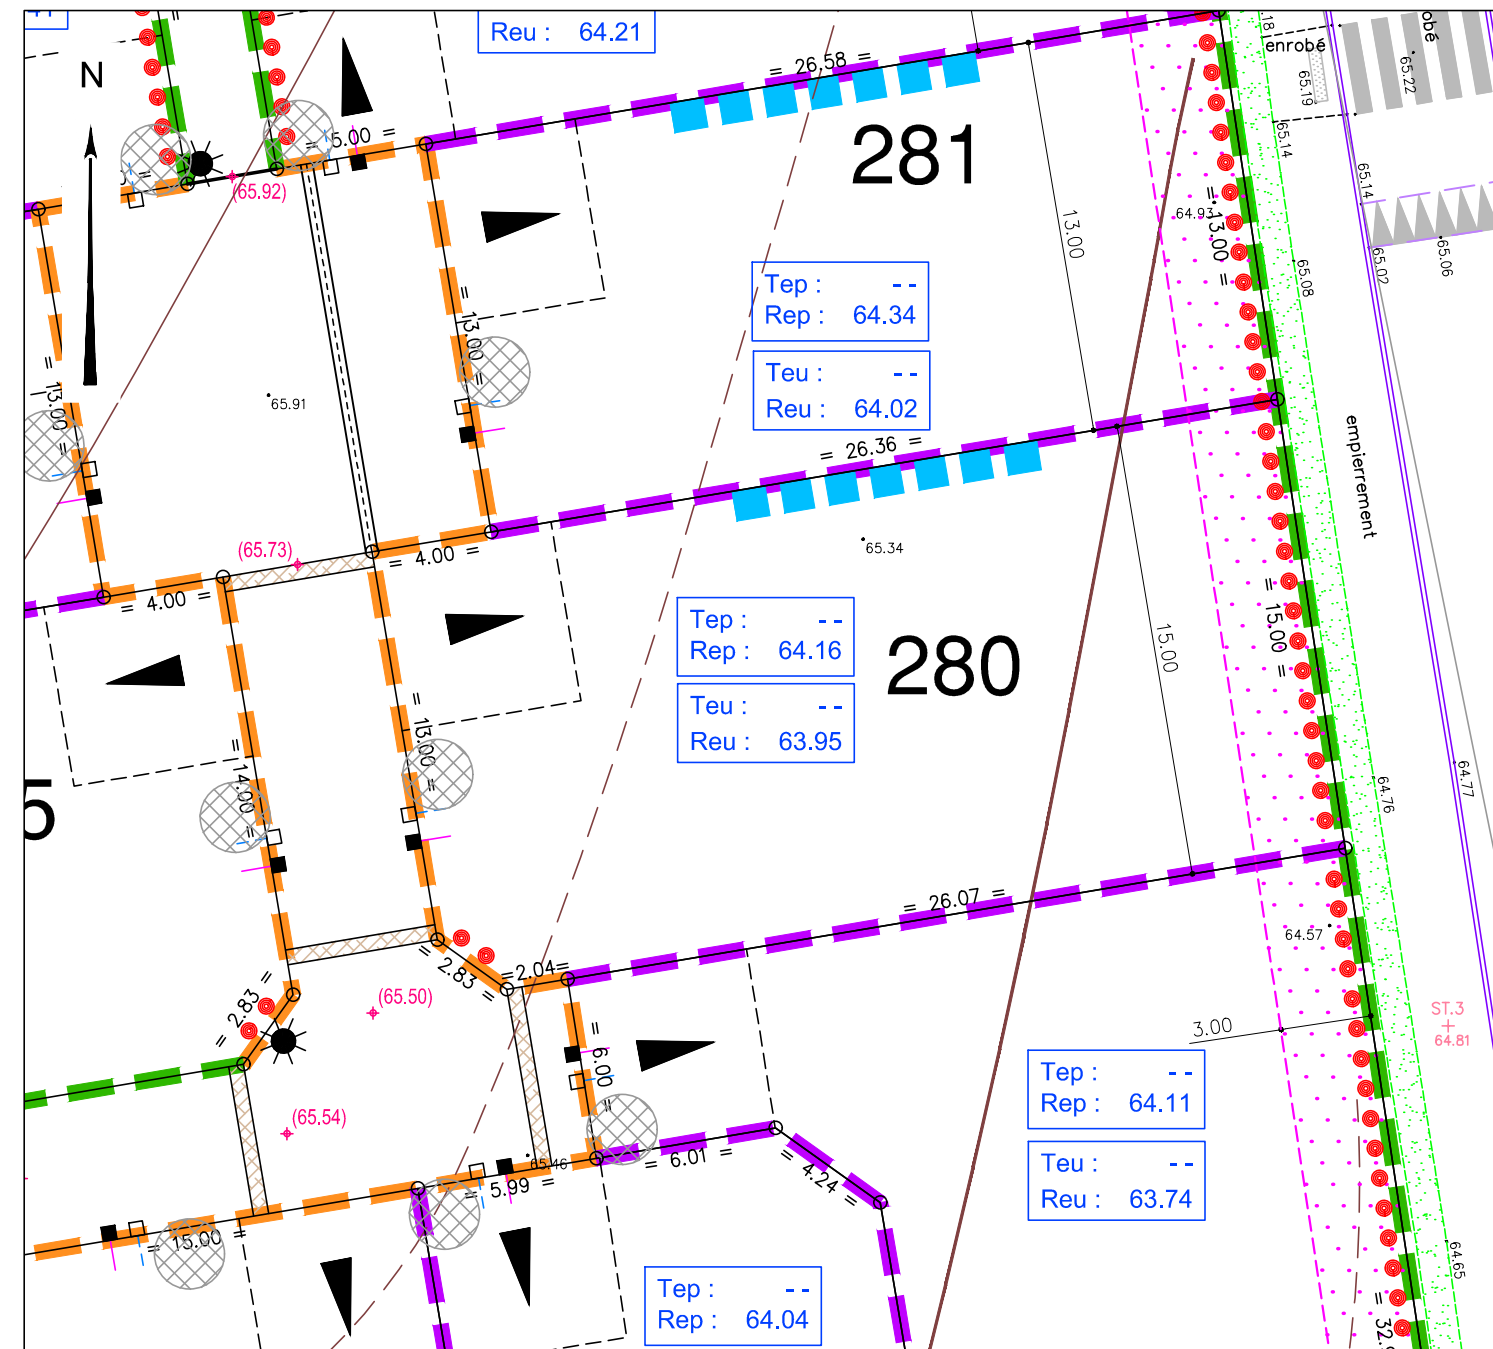 Reu : 64.21
N
= 26.58 =
enrobé
65.22
65.19
65.14
= 5.00 =
281
(65.92)
65.14
64.93
= 13.00 =
13.00
65.06
65.02
65.08
Tep : --
Rep : 64.34
= 13.00 =
Teu : --
Reu : 64.02
= 13.00 =
65.91
= 26.36 =
empierrement
(65.73)
= 4.00 =
65.34
= 4.00 =
= 15.00 =
Tep : --
Rep : 64.16
280
15.00
Teu : --
Reu : 63.95
= 13.00 =
= 14.00 =
64.77
64.76
5
= 26.07 =
64.57
= 2.83 =
=2.04=
= 2.83 =
(65.50)
ST.3
64.81
3.00
= 6.00 =
Tep : --
Rep : 64.11
(65.54)
65.46
= 6.01 =
= 4.24 =
Teu : --
Reu : 63.74
= 5.99 =
= 15.00 =
64.65
Tep : --
Rep : 64.04